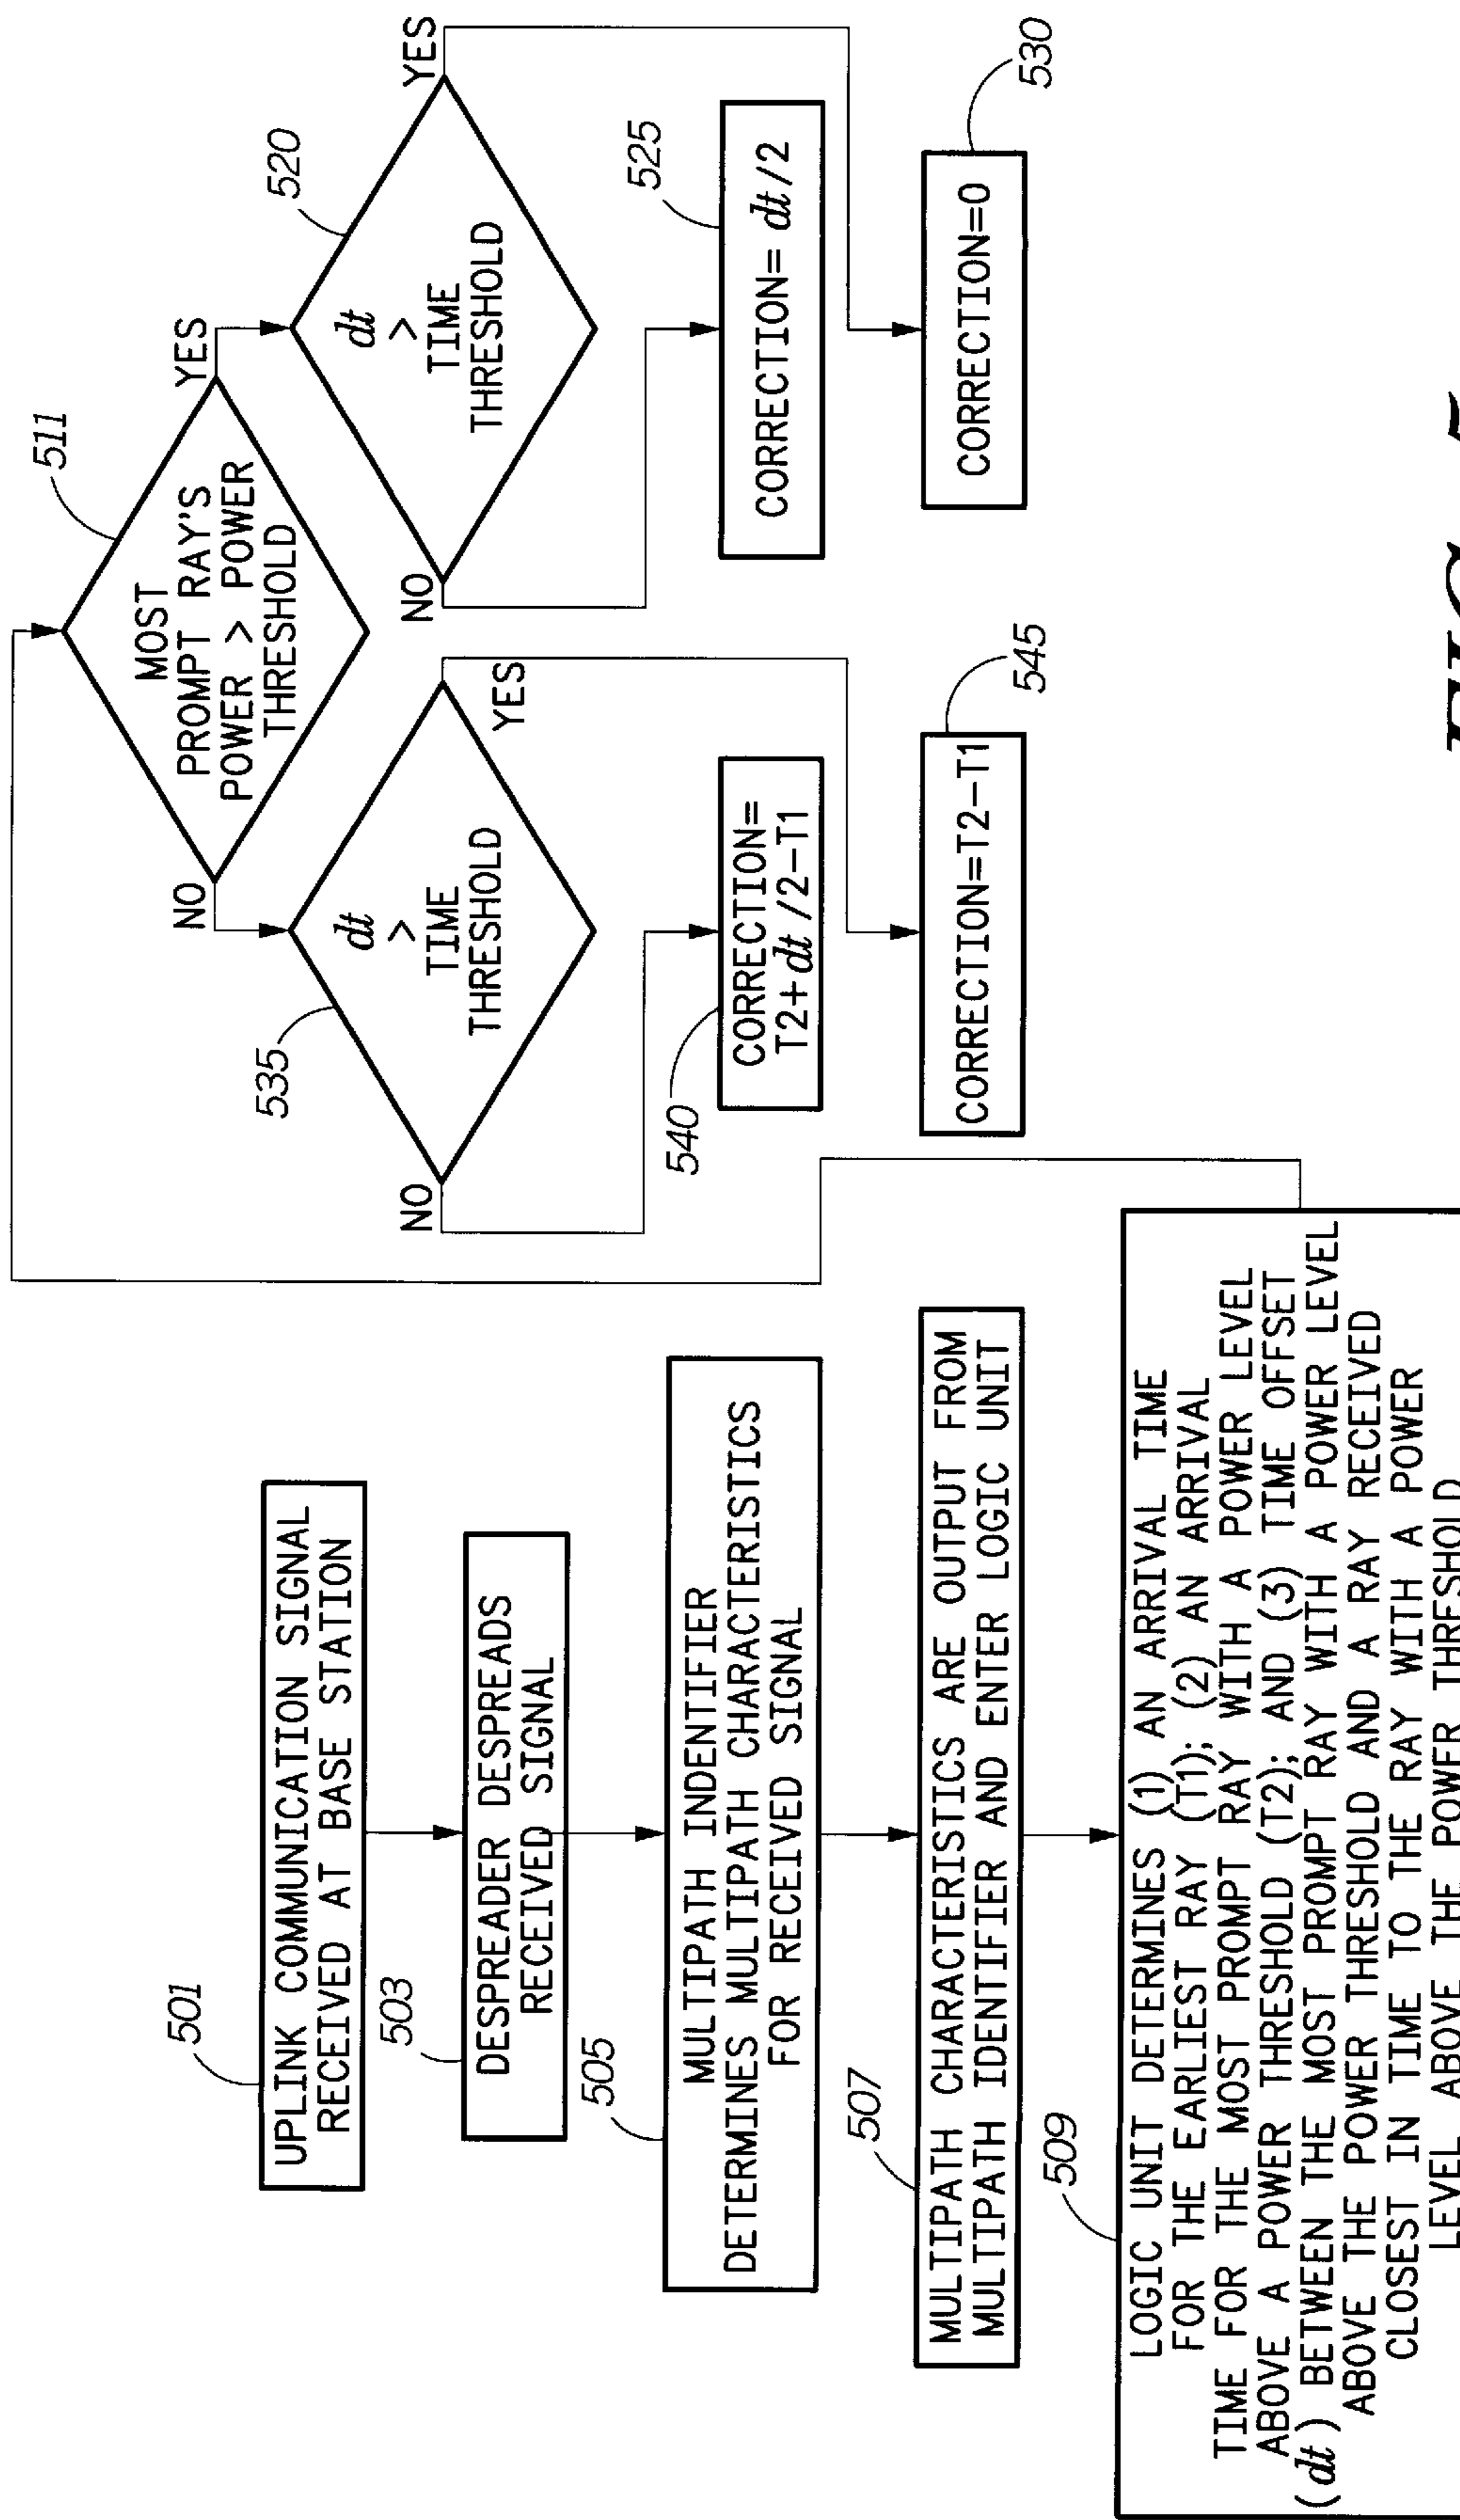 501
UPLINK COMMUNICATION SIGNAL
RECEIVED AT BASE STATION
503
DESPREADER DESPREADS
RECEIVED SIGNAL
505
MULTIPATH INDENTIFIER
DETERMINES MULTIPATH CHARACTERISTICS
FOR RECEIVED SIGNAL
507
MULTIPATH CHARACTERISTICS ARE OUTPUT FROM
MULTIPATH IDENTIFIER AND ENTER LOGIC UNIT
509
LOGIC UNIT DETERMINES (1) AN ARRIVAL TIME
FOR THE EARLIEST RAY (T1); (2) AN ARRIVAL
TIME FOR THE MOST PROMPT RAY WITH A POWER LEVEL
ABOVE A POWER THRESHOLD (T2); AND (3) TIME OFFSET
(dt) BETWEEN THE MOST PROMPT RAY WITH A POWER LEVEL
ABOVE THE POWER THRESHOLD AND A RAY RECEIVED
CLOSEST IN TIME TO THE RAY WITH A POWER
LEVEL ABOVE THE POWER THRESHOLD
511
MOST
PROMPT RAY'S
POWER > POWER
THRESHOLD
NO
YES
535
dt
>
TIME
THRESHOLD
NO
YES
520
dt
>
TIME
THRESHOLD
NO
YES
540
CORRECTION=
T2+dt/2-T1
525
CORRECTION= dt/2
CORRECTION=T2-T1
545
CORRECTION=0
530